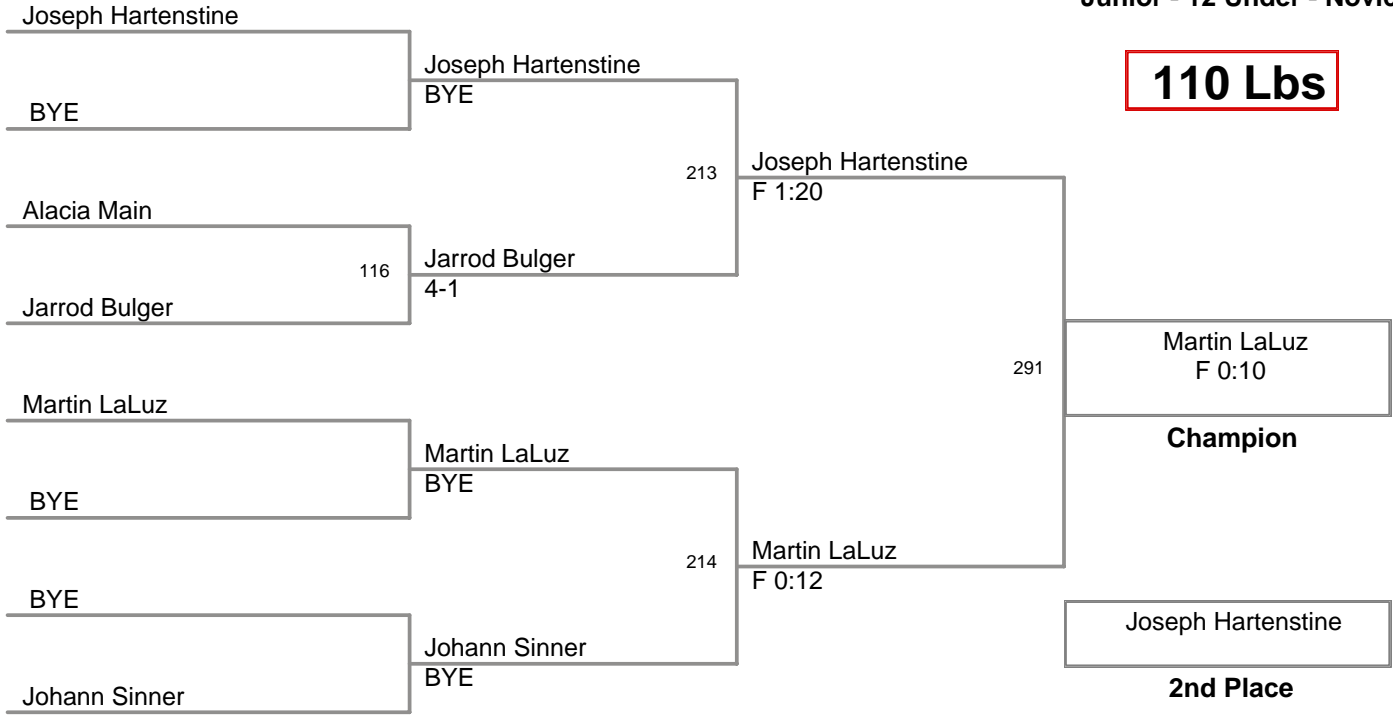 Junior - 12 Under -
110 Lbs
Joseph Hartenstine
BYE
Alacia Main
116
Jarrod Bulger
Martin LaLuz
BYE
BYE
Johann Sinner
Joseph Hartenstine
BYE
213
Jarrod Bulger
4-1
Martin LaLuz
BYE
214
Johann Sinner
BYE
Joseph Hartenstine
F 1:20
291
Martin LaLuz
F 0:12
Martin LaLuz
F 0:10
Champion
Joseph Hartenstine
2nd Place